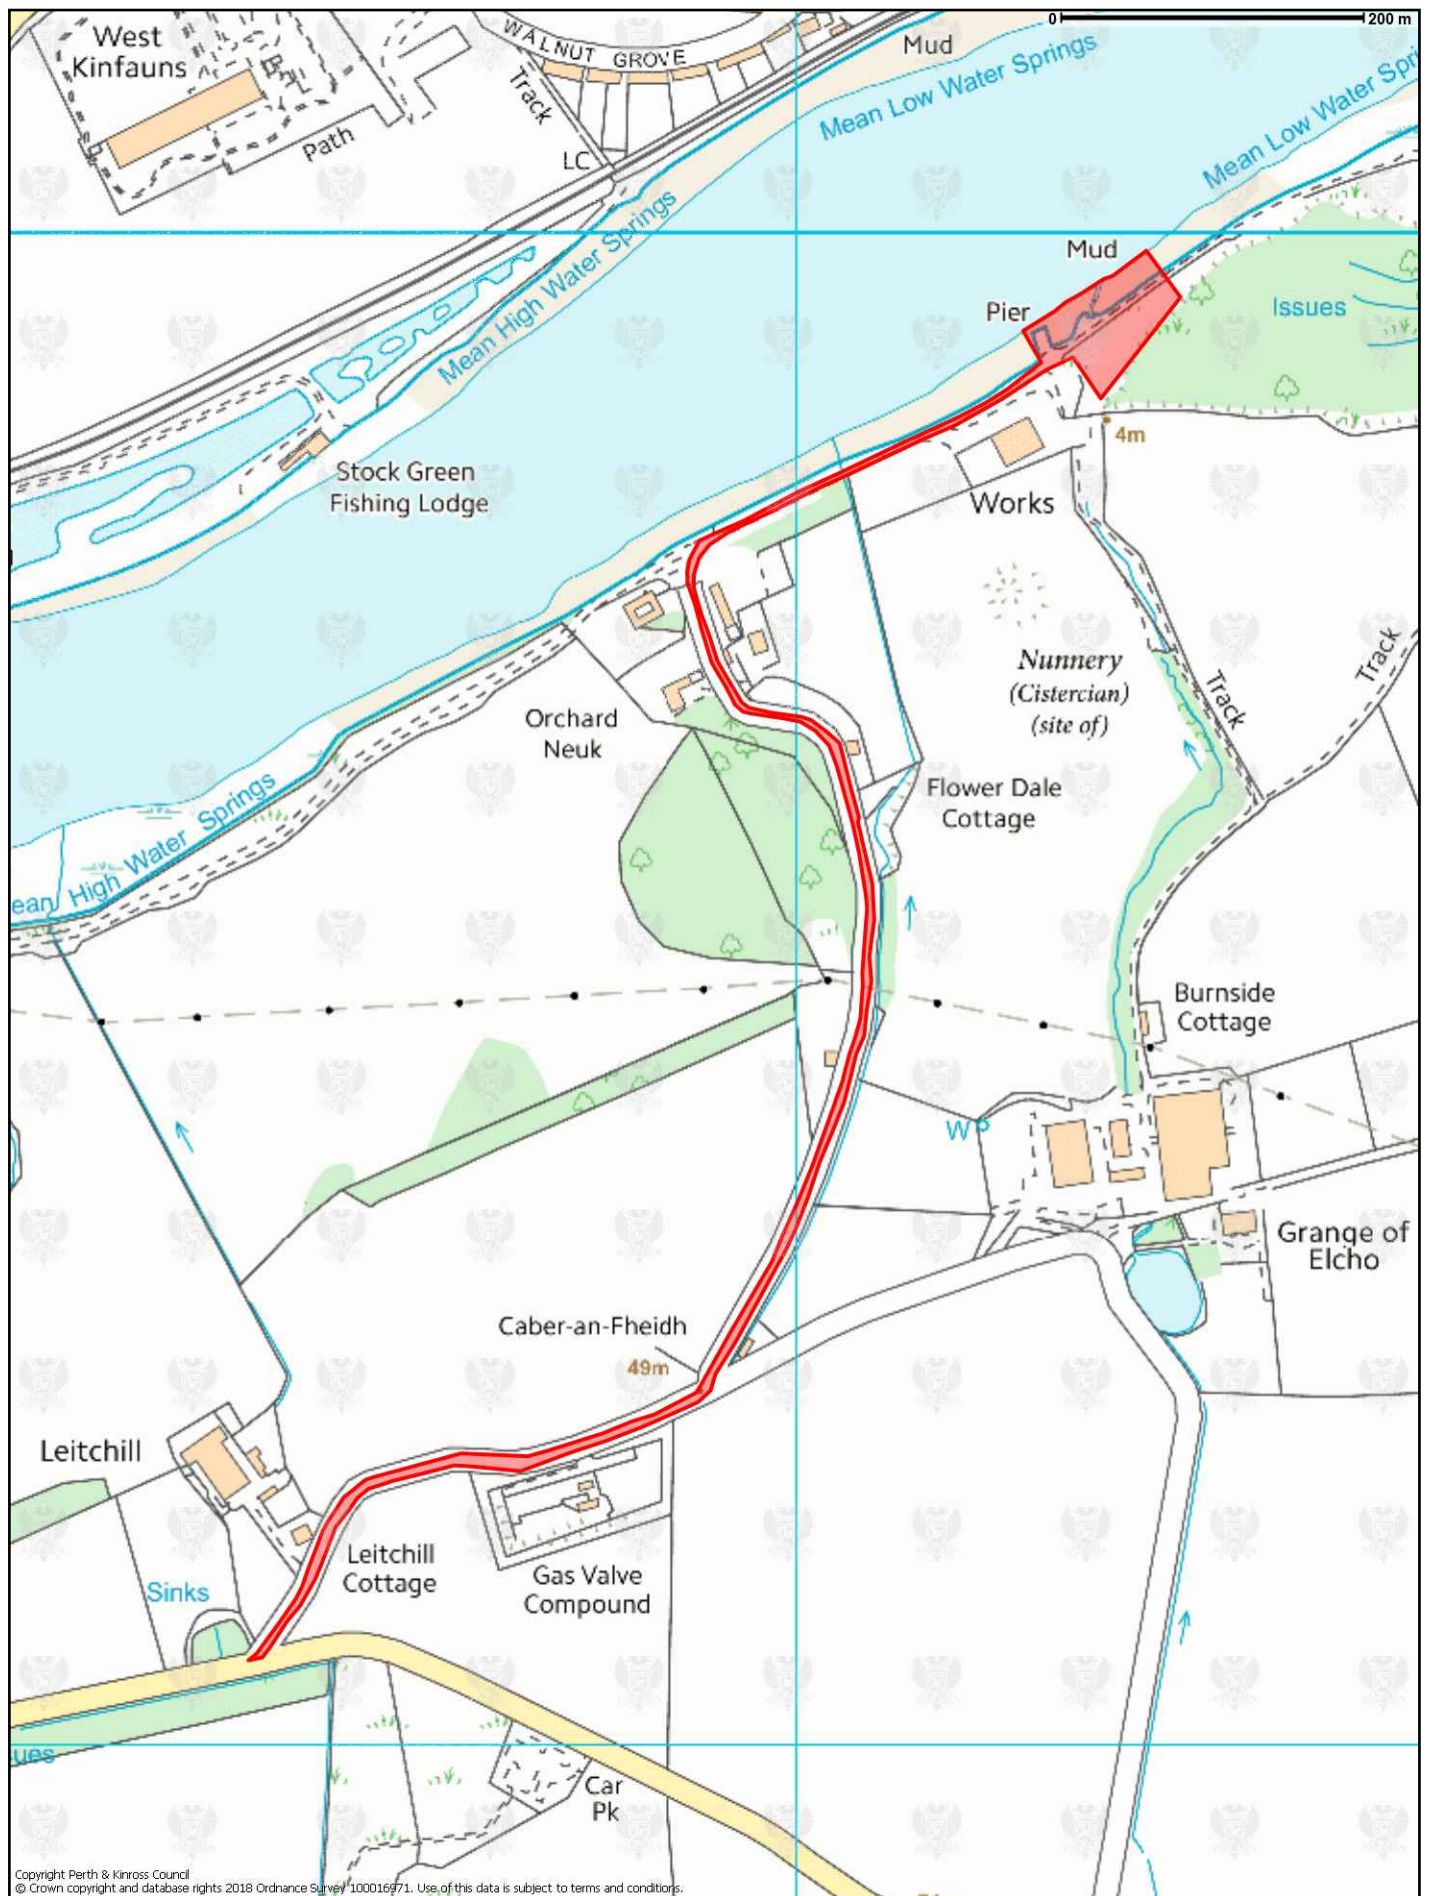 0
200 m
West
Kinfauns
WALNUT GROVE
Track
Path
LC
Mud
Mean Low Water Springs
Mean Low Water Spri
Mean High Water Springs
Mud
Pier
Issues
4m
Stock Green
Fishing Lodge
Works
Nunnery
(Cistercian)
(site of)
Track
Track
Orchard
Neuk
Flower Dale
Cottage
ean High Water Springs
Burnside
Cottage
W
Grange of
Elcho
Caber-an-Fheidh
49m
Leitchill
Leitchill
Cottage
Gas Valve
Compound
Sinks
ues
Car
Pk
Copyright Perth & Kinross Council
© Crown copyright and database rights 2018 Ordnance Survey 100016971. Use of this data is subject to terms and conditions.